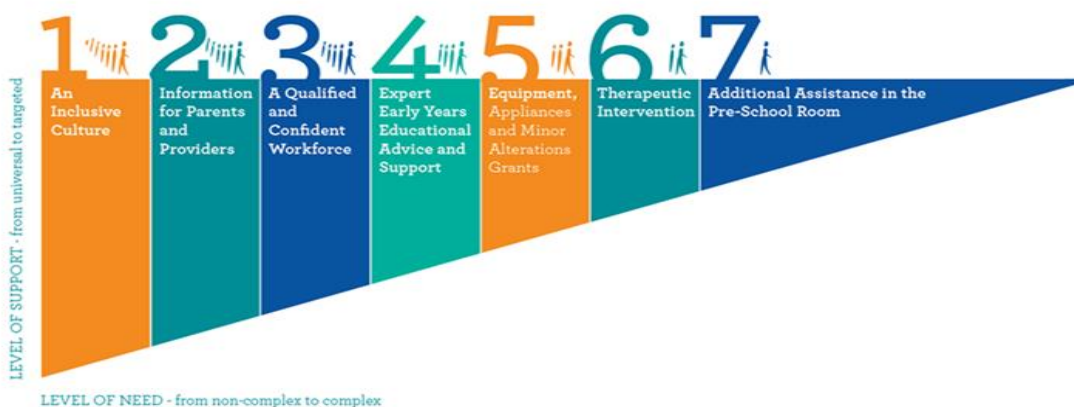 1
2
3
4
5
6
7
An
Inclusive
Culture
Information
for Parents
and
Providers
A Qualified
and
Confident
Workforce
Expert
Early Years
Educational
Advice and
Support
Equipment,
Appliances
and Minor
Alterations
Grants
Therapeutic
Intervention
Additional Assistance in the
Pre-School Room
LEVEL OF SUPPORT - from universal to targeted
LEVEL OF NEED - from non-complex to complex